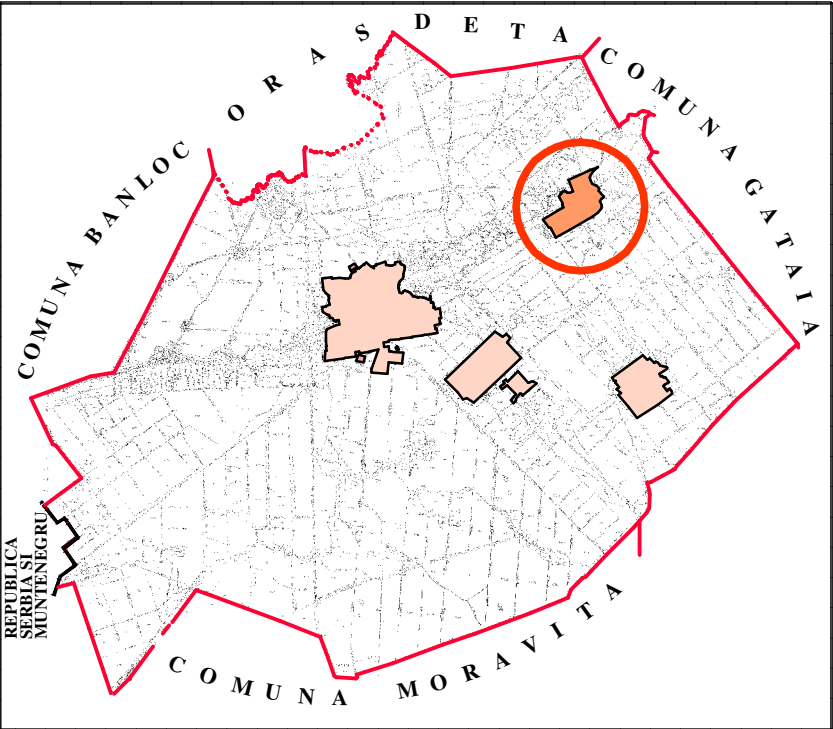 ORAS DETA
COMUNA GATAIA
COMUNA BANLOC
REPUBLICA
SERBIA SI
MUNTENEGRU
COMUNA MORAVITA